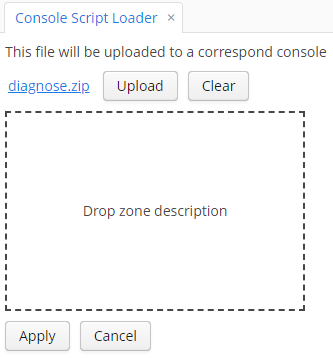 Console Script Loader ×
This file will be uploaded to a correspond console
diagnose.zip Upload Clear
Drop zone description
Apply Cancel